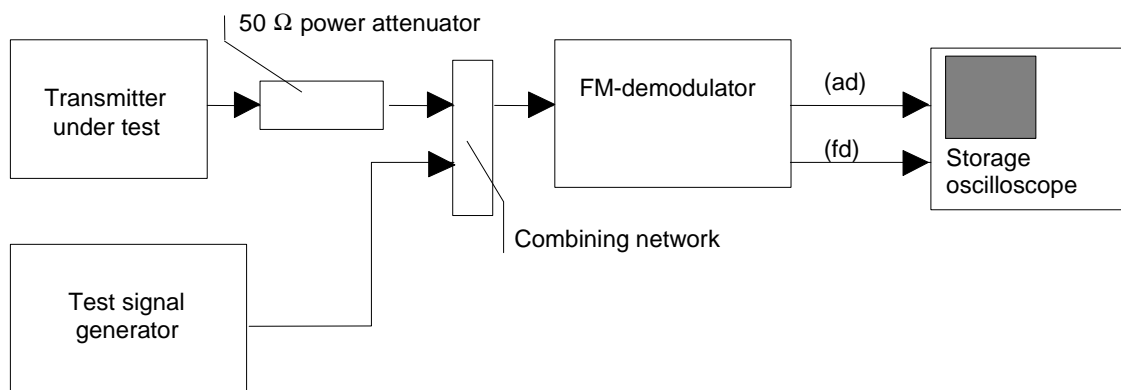 50 Ω power attenuator
Transmitter
under test
FM-demodulator
(ad)
(fd)
Storage
oscilloscope
Combining network
Test signal
generator